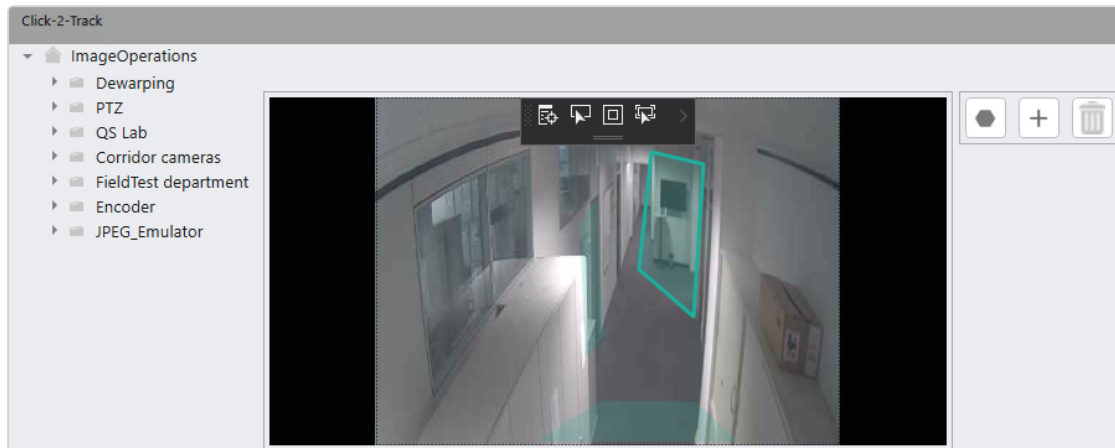 Click-2-Track
ImageOperations
Dewarping
PTZ
QS Lab
Corridor cameras
FieldTest department
Encoder
JPEG_Emulator